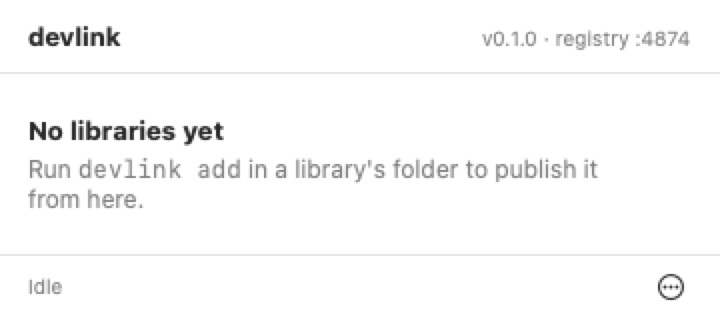 devlink
v0.1.0 · registry :4874
No libraries yet
Run devlink add in a library's folder to publish it
from here.
Idle